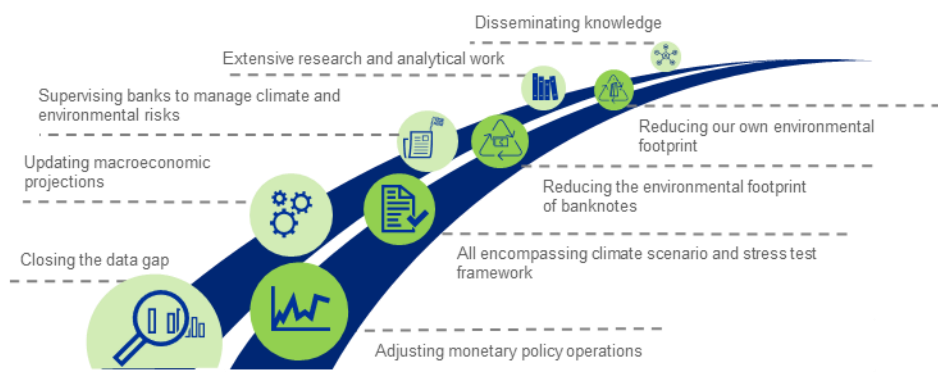 Disseminating knowledge
Extensive research and analytical work
Supervising banks to manage climate and
environmental risks
Reducing our own environmental
footprint
Updating macroeconomic
projections
Reducing the environmental footprint
of banknotes
Closing the data gap
All encompassing climate scenario and stress test
framework
Adjusting monetary policy operations